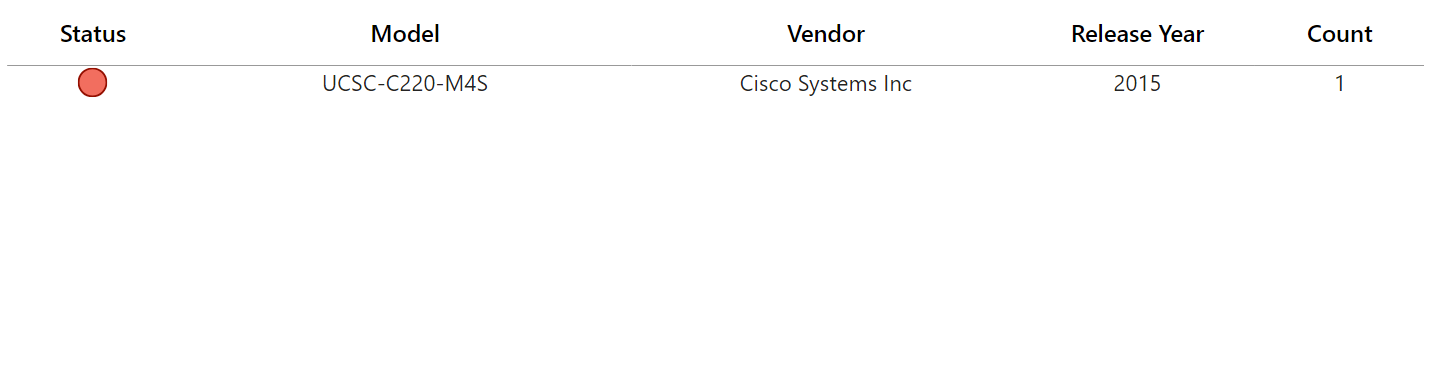 Status Model Vendor Release Year Count
UCSC-C220-M4S Cisco Systems Inc 2015 1